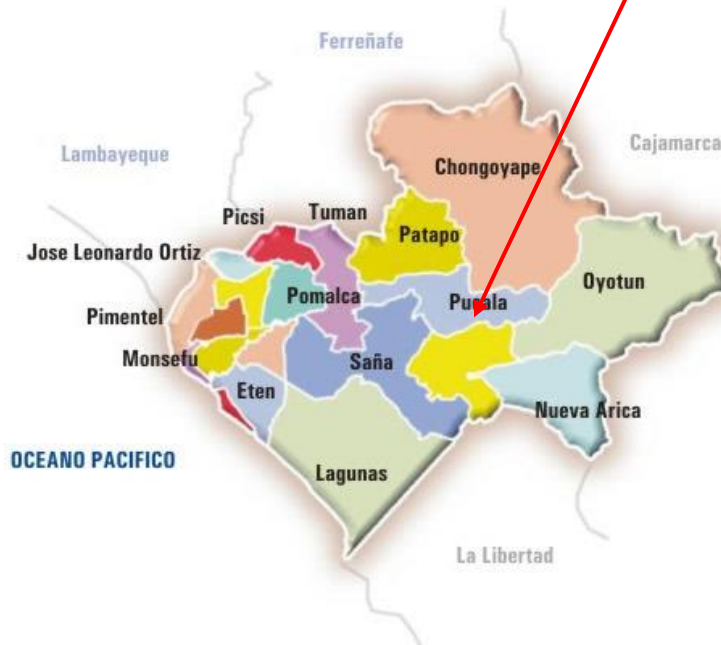 Ferreñafe
Lambayeque
Cajamarca
Chongoyape
Picsi
Tuman
Patapo
Jose Leonardo Ortiz
Oyotun
Pomalca
Pucala
Pimentel
Monsefu
Saña
Eten
Nueva Arica
OCEANO PACIFICO
Lagunas
La Libertad